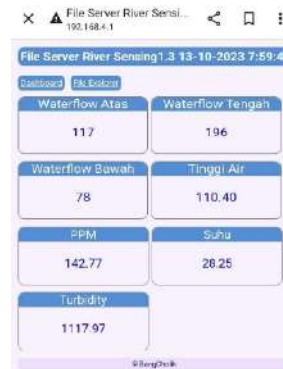 File Server River Sensi...
192.168.4.1
File Server River Sensing1.3 13-10-2023 7:59:4
Dashboard File Explorer
Waterflow Atas Waterflow Tengah
117 196
Waterflow Bawah Tinggi Air
78 110.40
PPM Suhu
142.77 28.25
Turbidity
1117.97